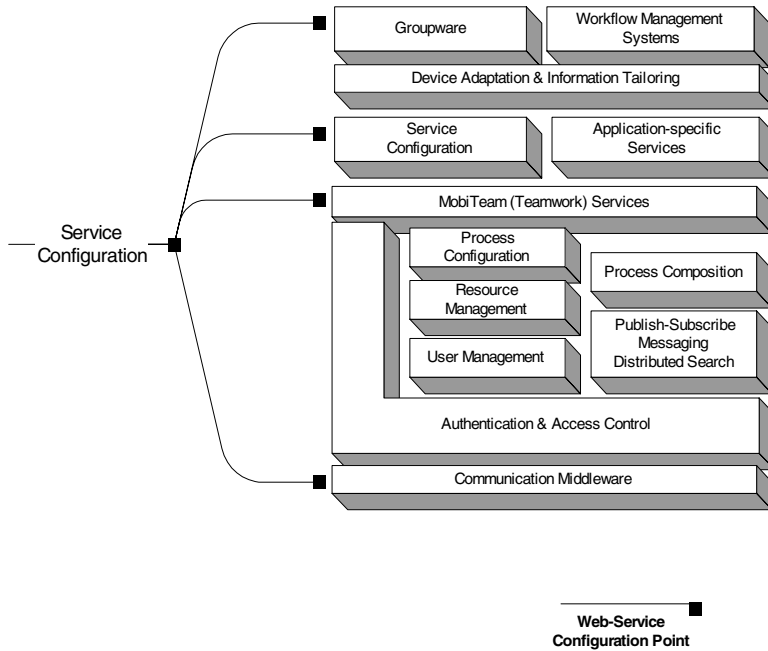 Groupware
Workflow Management
Systems
Device Adaptation & Information Tailoring
Service
Configuration
Application-specific
Services
MobiTeam (Teamwork) Services
Service
Configuration
Process
Configuration
Process Composition
Resource
Management
Publish-Subscribe
Messaging
Distributed Search
User Management
Authentication & Access Control
Communication Middleware
Web-Service
Configuration Point